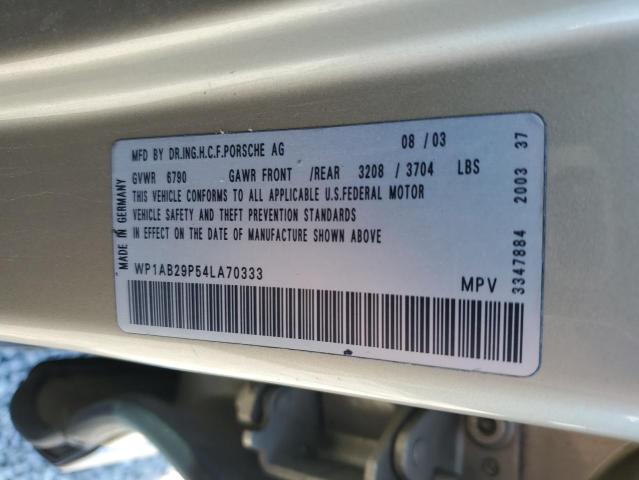 MFD BY DR.ING.H.C.F.PORSCHE AG 08 / 03
GVWR 6790 GAWR FRONT /REAR 3208 / 3704 LBS
THIS VEHICLE CONFORMS TO ALL APPLICABLE U.S.FEDERAL MOTOR
VEHICLE SAFETY AND THEFT PREVENTION STANDARDS
IN EFFECT ON THE DATE OF MANUFACTURE SHOWN ABOVE
WP1AB29P54LA70333 MPV
MADE IN GERMANY
3347884 2003 37